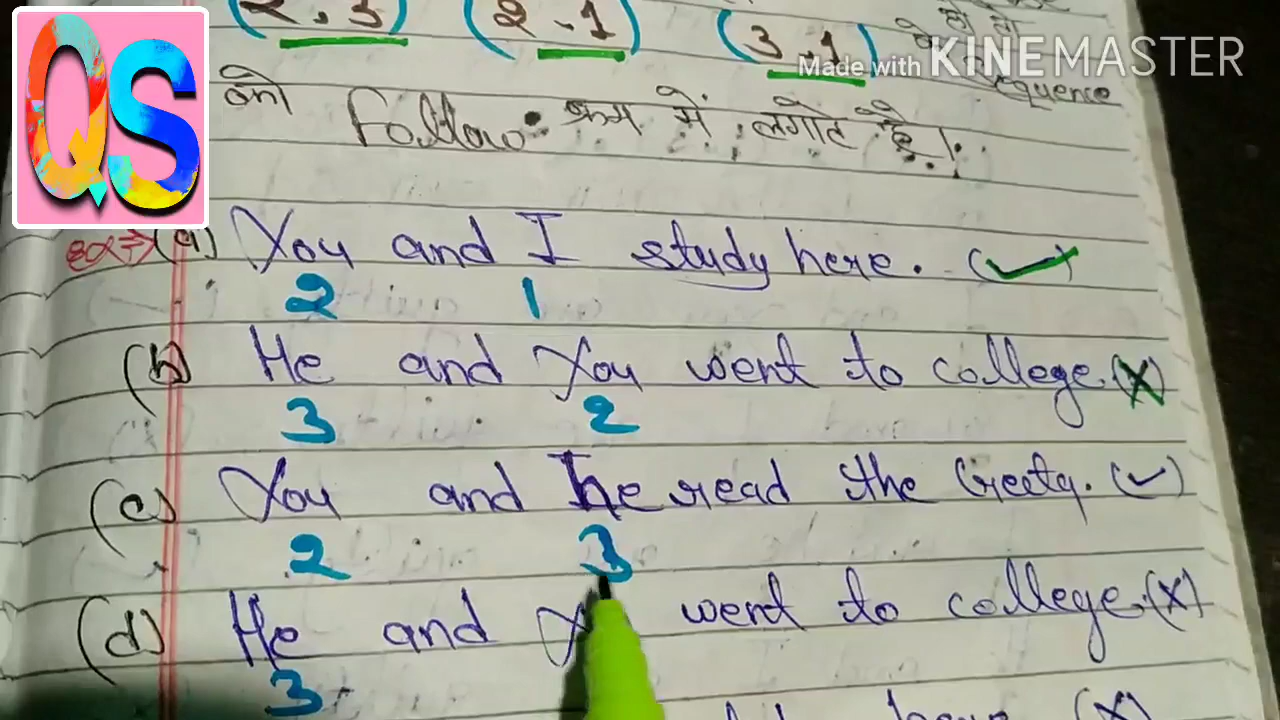 (2.3) (2.1) (3.1)
Made with KINEMASTER
QS
को Follow क्रम में लगाते है।
ex⇒ (a) You and I study here. (✓)
2 1
(b) He and You went to college. (X)
3 2
(c) You and he read the Geeta. (✓)
2 3
(d) He and went to college. (X)
3
(X)